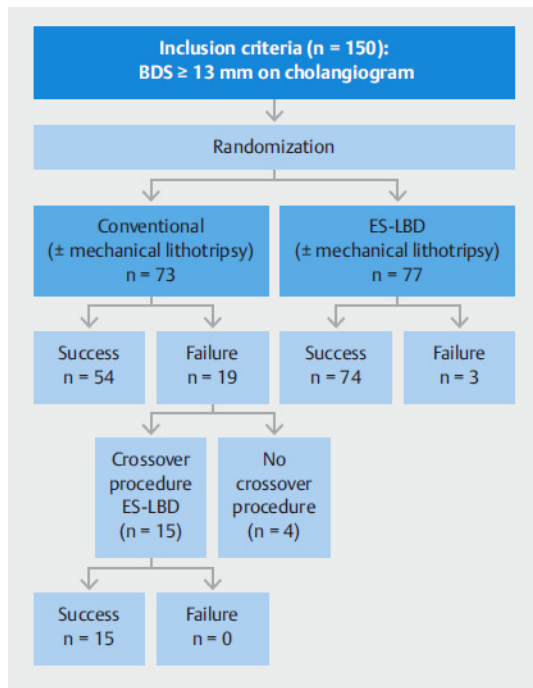 Inclusion criteria (n = 150):
BDS ≥ 13 mm on cholangiogram
Randomization
Conventional
(± mechanical lithotripsy)
n = 73
ES-LBD
(± mechanical lithotripsy)
n = 77
Success
n = 54
Failure
n = 19
Success
n = 74
Failure
n = 3
Crossover
procedure
ES-LBD
(n = 15)
No
crossover
procedure
(n = 4)
Success
n = 15
Failure
n = 0